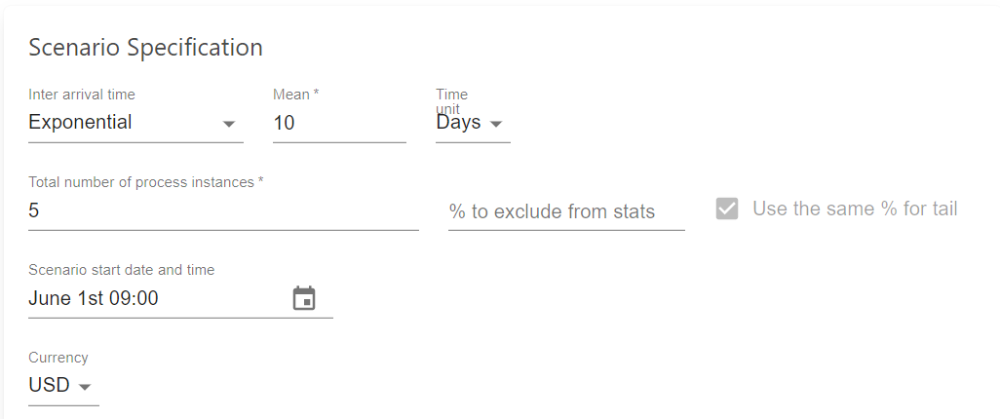 Scenario Specification
Inter arrival time
Mean *
Time unit
Exponential
10
Days
Total number of process instances *
5
% to exclude from stats
Use the same % for tail
Scenario start date and time
June 1st 09:00
Currency
USD